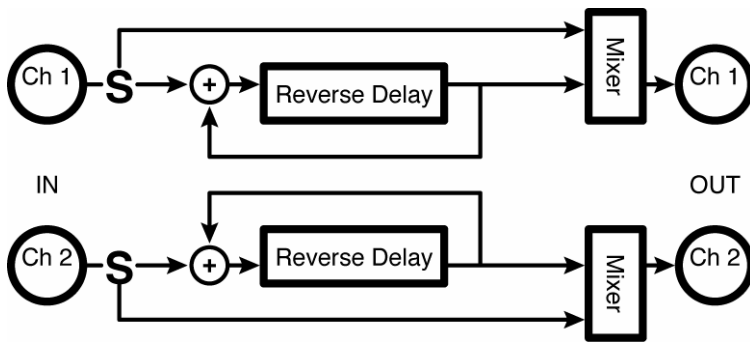 Ch 1
S
+
Reverse Delay
Mixer
Ch 1
IN
OUT
Ch 2
S
+
Reverse Delay
Mixer
Ch 2